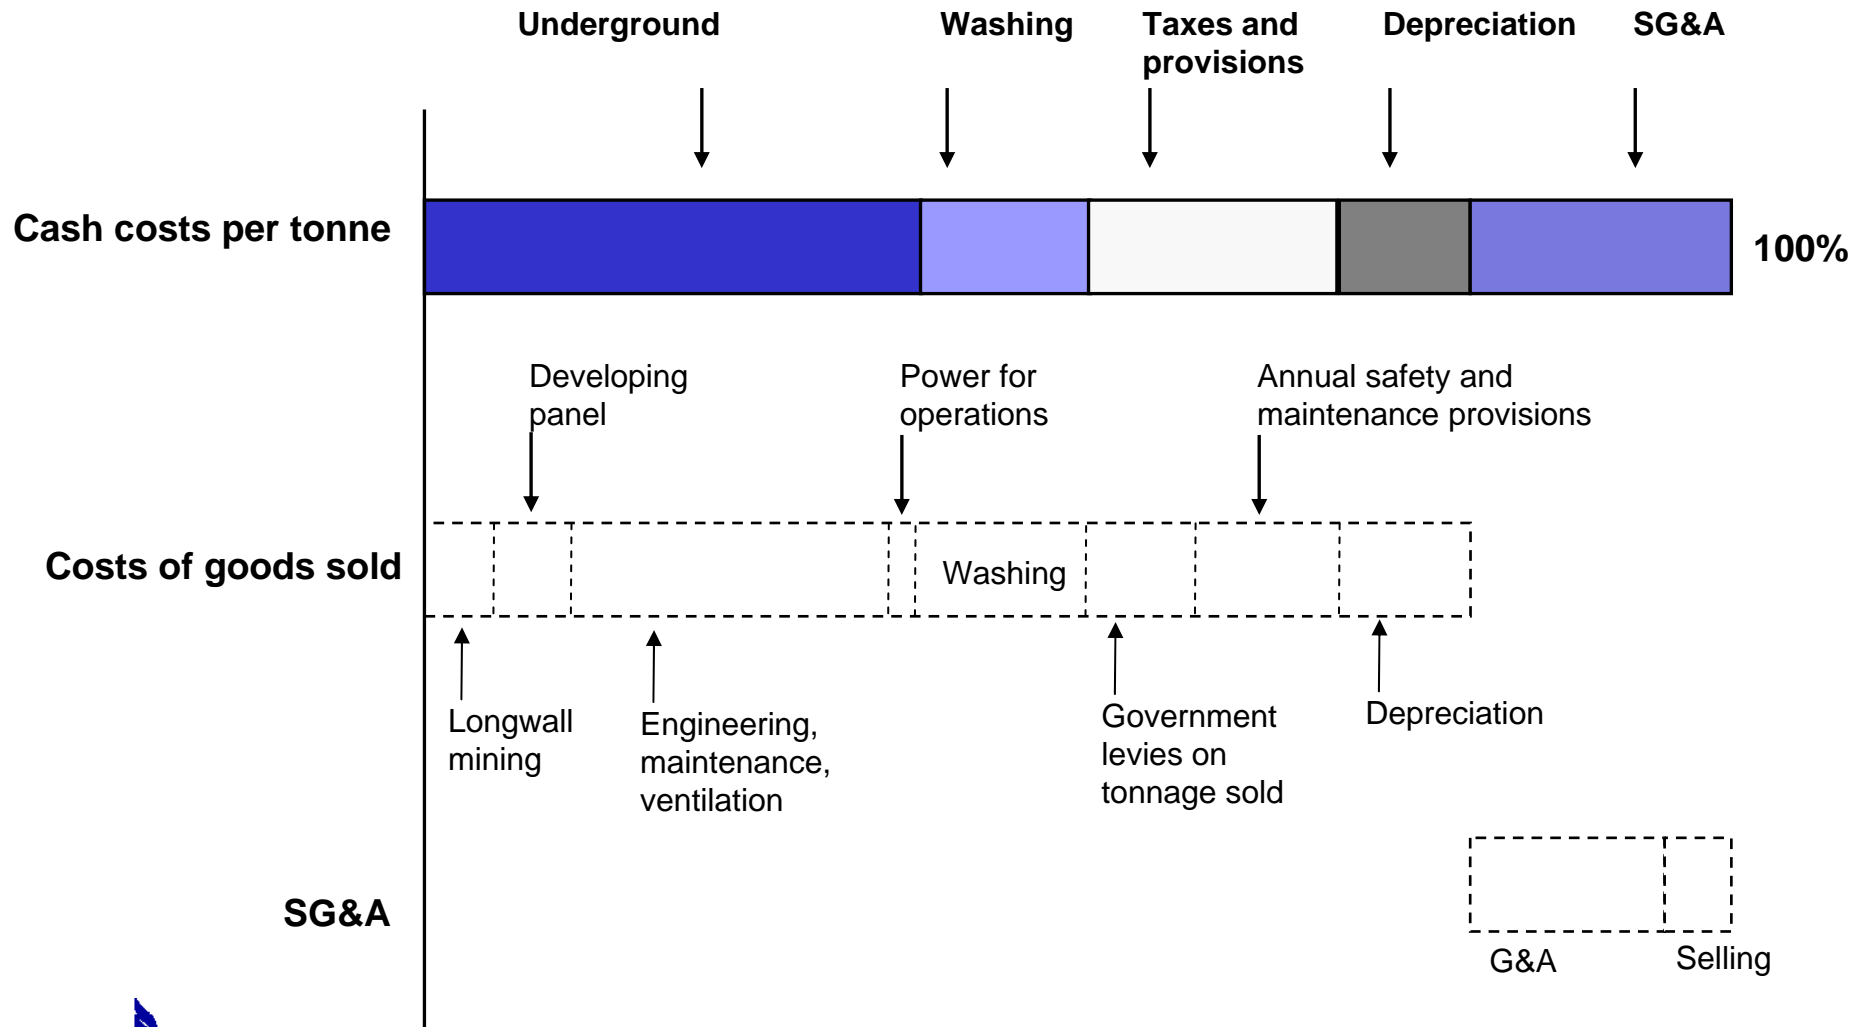 Underground
Washing
Taxes and
provisions
Depreciation
SG&A
Cash costs per tonne
100%
Developing
panel
Power for
operations
Annual safety and
maintenance provisions
Costs of goods sold
Washing
Longwall
mining
Engineering,
maintenance,
ventilation
Government
levies on
tonnage sold
Depreciation
SG&A
G&A
Selling